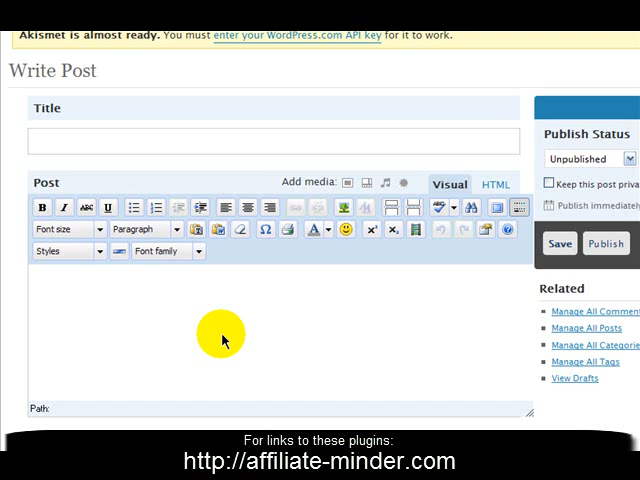 Akismet is almost ready. You must enter your WordPress.com API key for it to work.
Write Post
Title
Post
Add media:
Visual
HTML
B I ABC U
ABC
Font size
Paragraph
A
Styles
Font family
Path:
Publish Status
Unpublished
Keep this post priva
Publish immediately
Save
Publish
Related
Manage All Comment
Manage All Posts
Manage All Categorie
Manage All Tags
View Drafts
For links to these plugins:
http://affiliate-minder.com